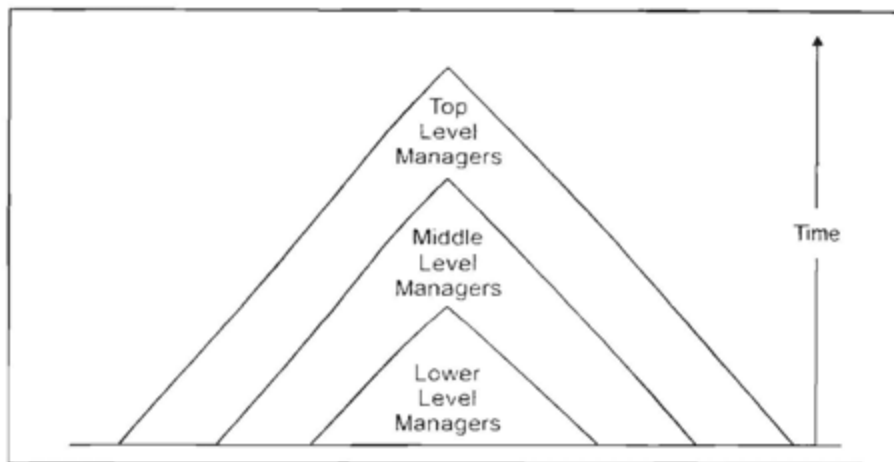 Top
Level
Managers
Middle
Level
Managers
Time
Lower
Level
Managers